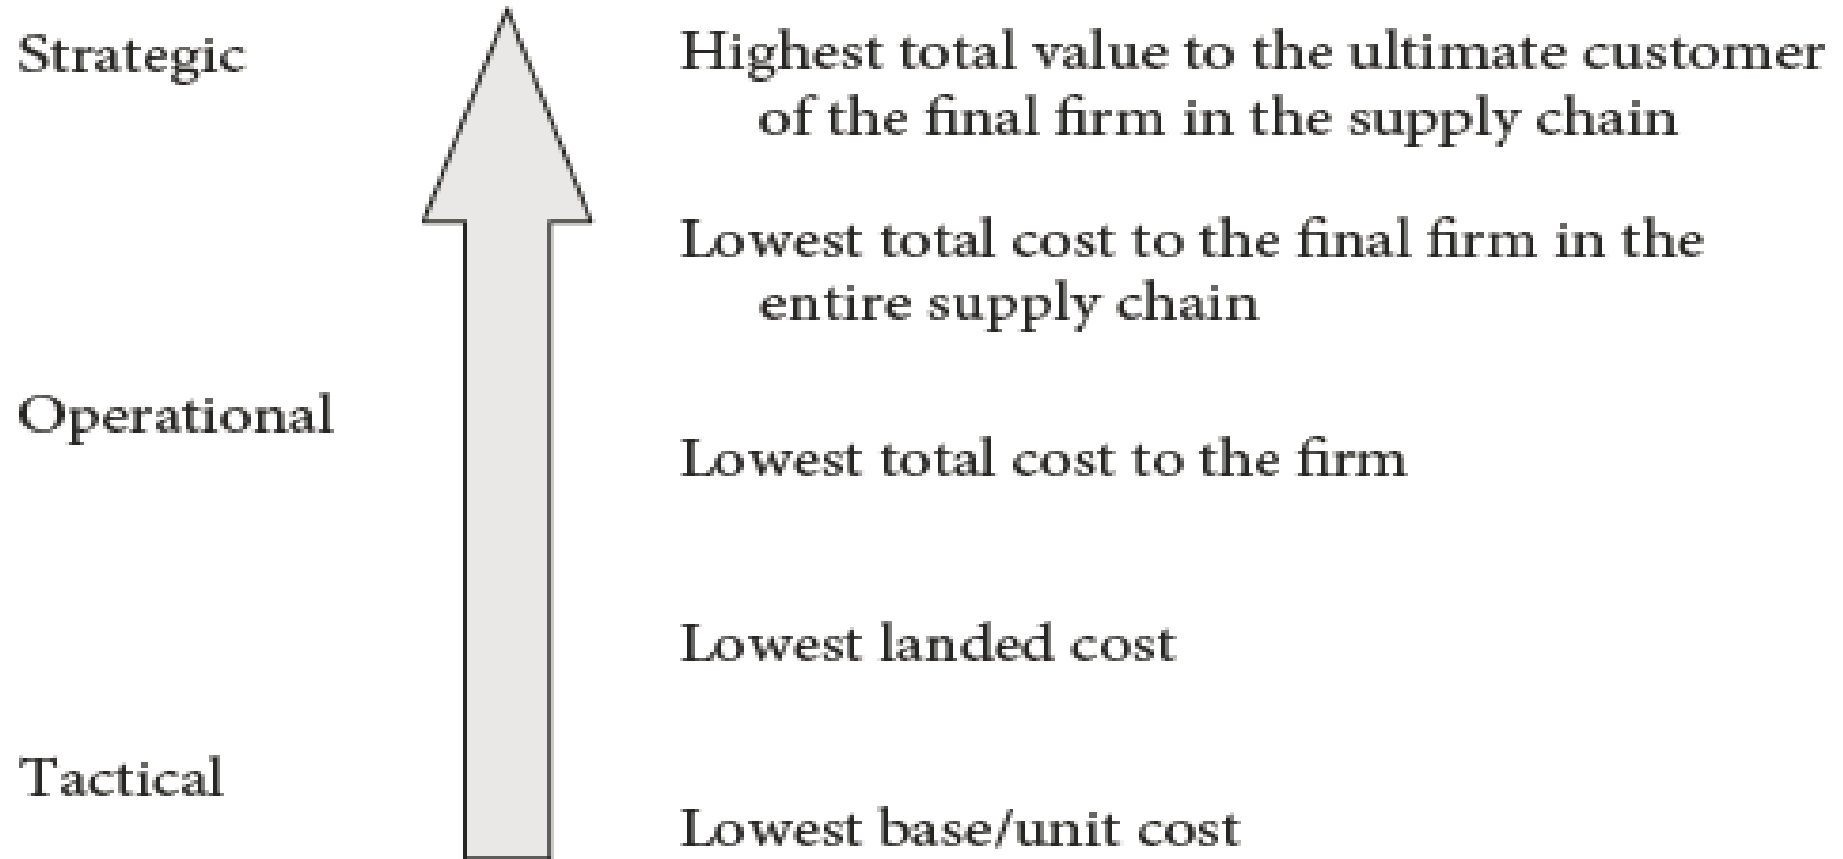 Strategic
Highest total value to the ultimate customer
of the final firm in the supply chain
Lowest total cost to the final firm in the
entire supply chain
Operational
Lowest total cost to the firm
Lowest landed cost
Tactical
Lowest base/unit cost